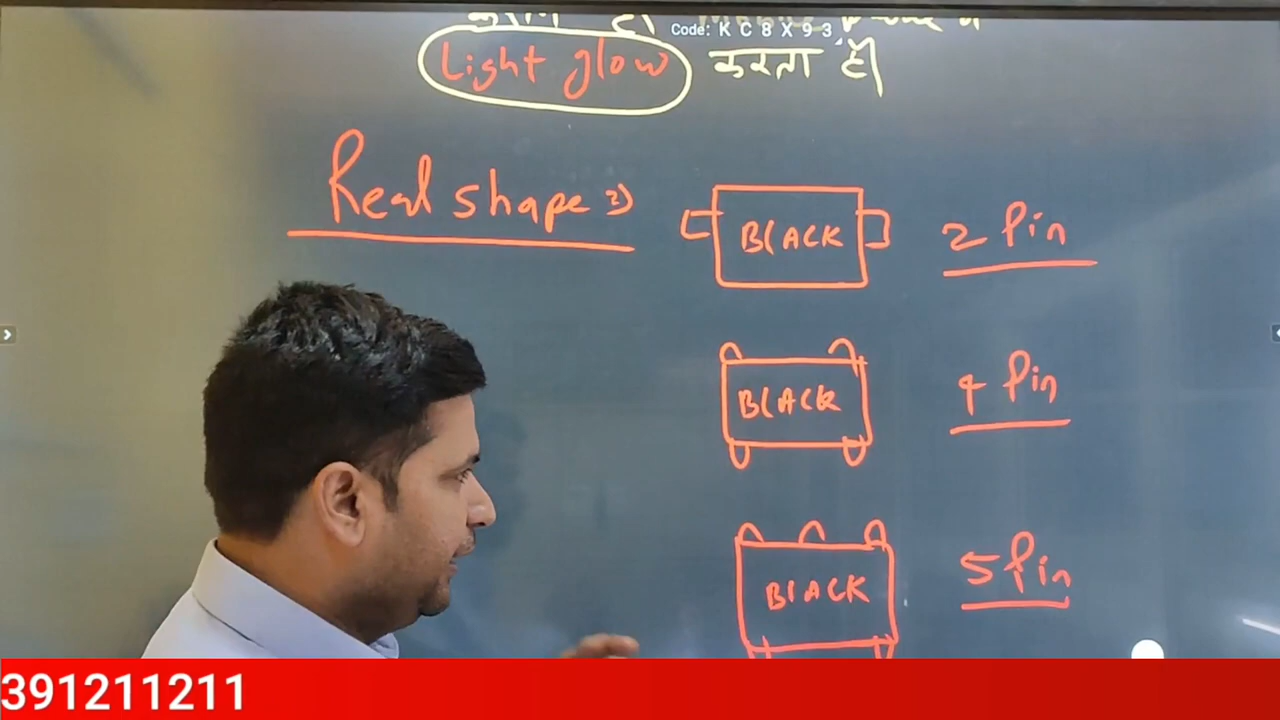 Code: K C 8 X 9 3
Light glow करता है|
Real shape
BLACK 2 Pin
BLACK 4 Pin
BLACK 5 Pin
391211211